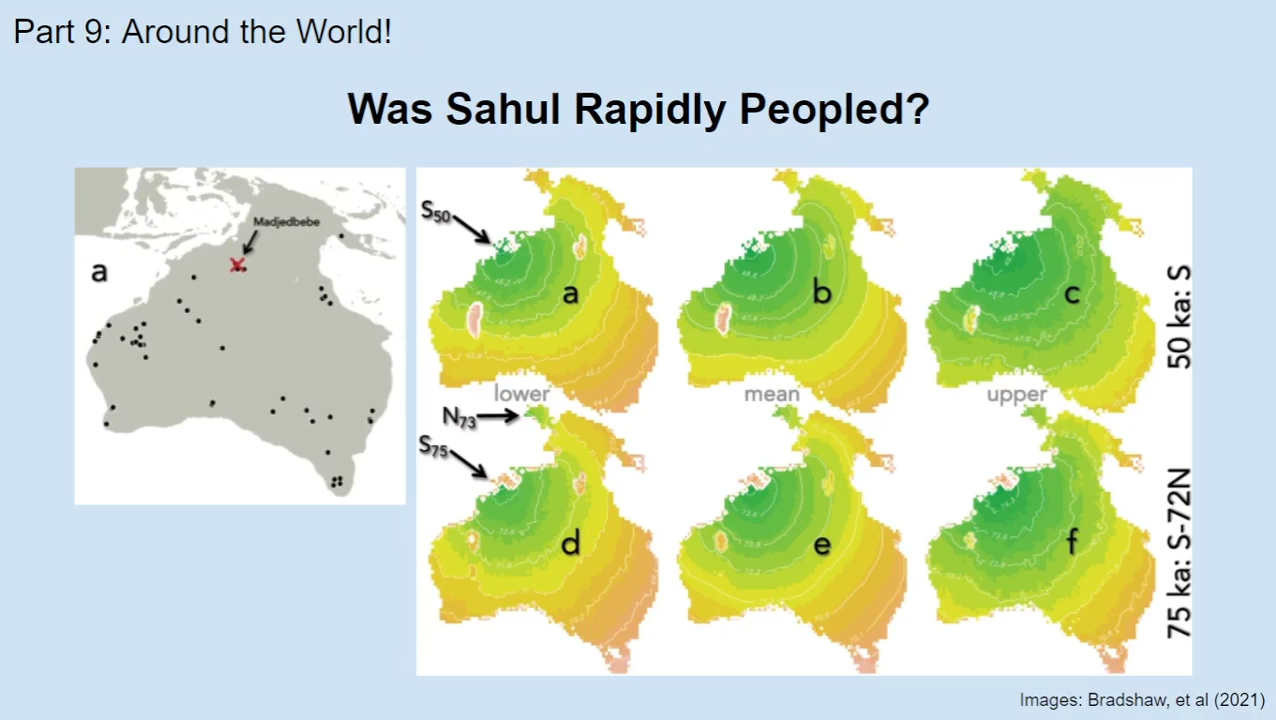 Part 9: Around the World!
Was Sahul Rapidly Peopled?
Madjedbebe
a
S50
a
b
c
50 ka: S
lower
mean
upper
N73
S75
d
e
f
75 ka: S-72N
Images: Bradshaw, et al (2021)